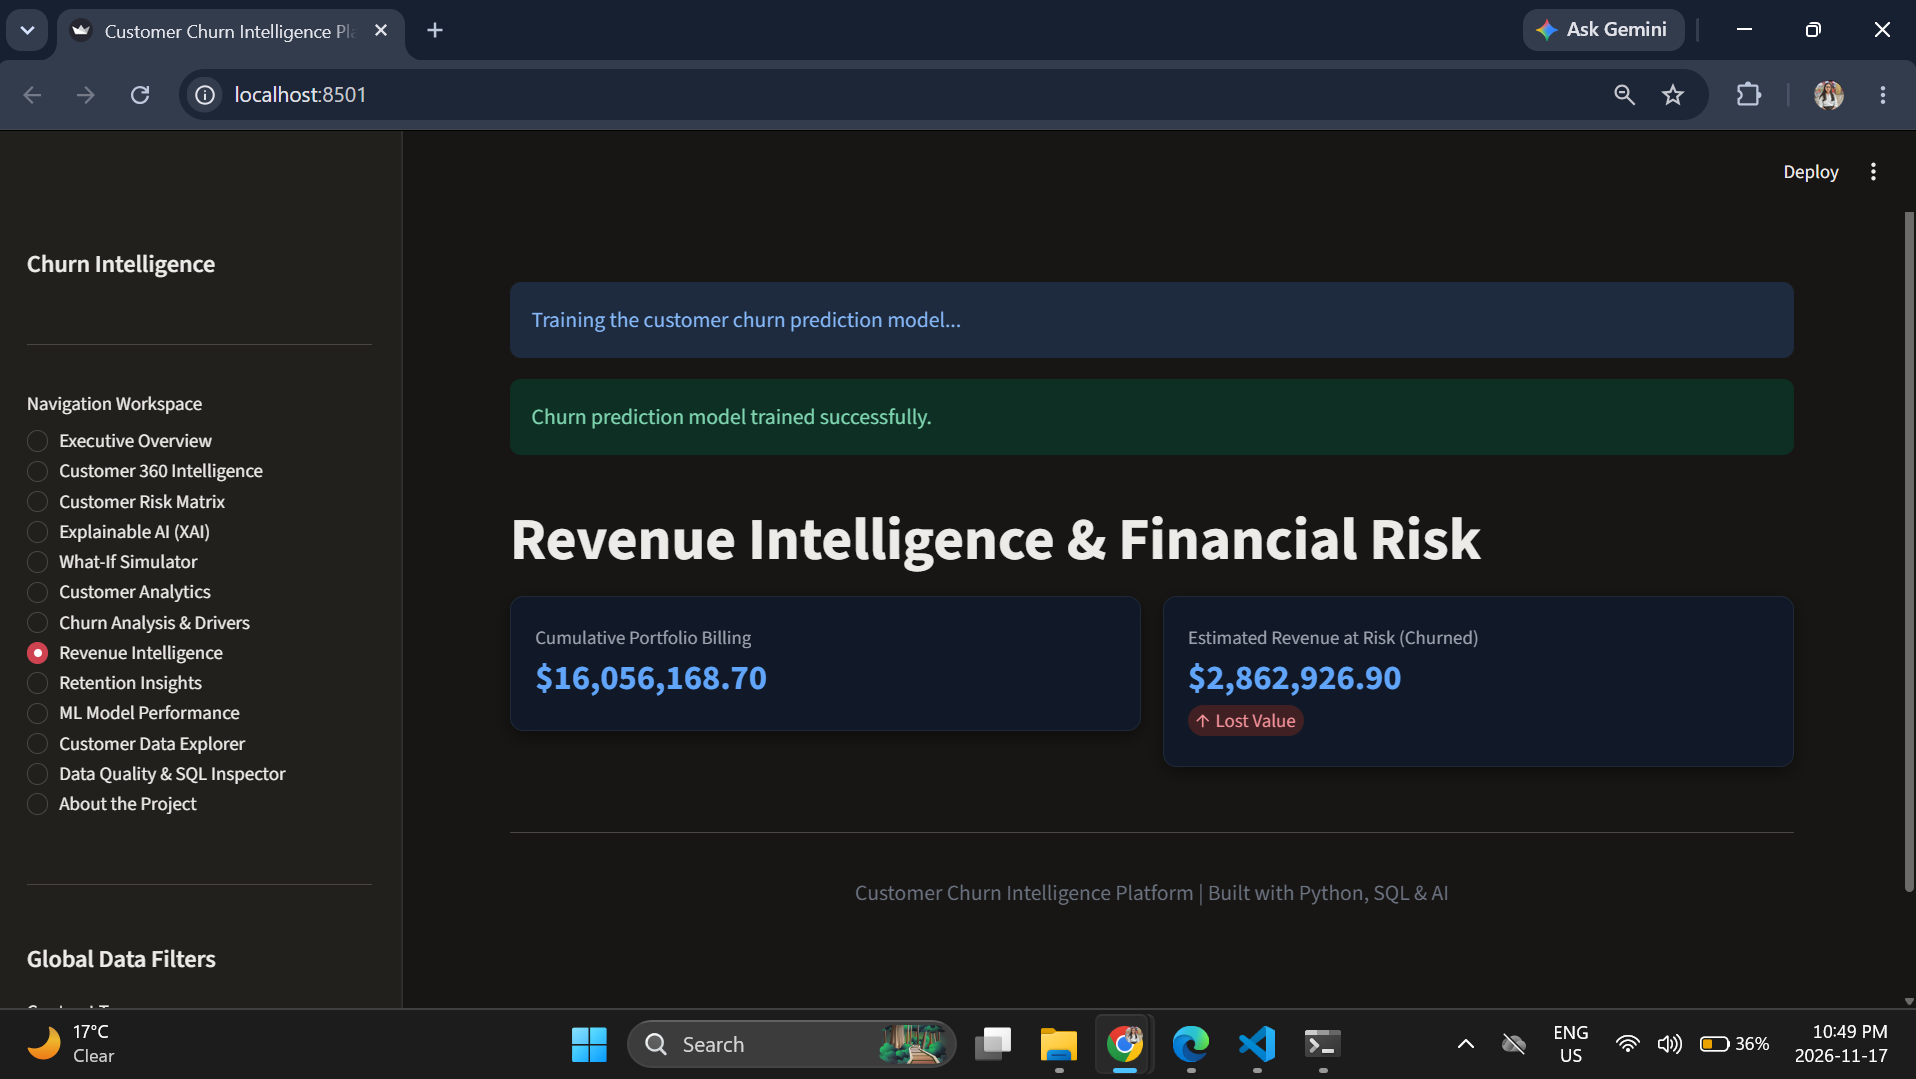 Customer Churn Intelligence Pla
Ask Gemini
localhost:8501
Deploy
Churn Intelligence
Navigation Workspace
Executive Overview
Customer 360 Intelligence
Customer Risk Matrix
Explainable AI (XAI)
What-If Simulator
Customer Analytics
Churn Analysis & Drivers
Revenue Intelligence
Retention Insights
ML Model Performance
Customer Data Explorer
Data Quality & SQL Inspector
About the Project
Global Data Filters
Training the customer churn prediction model...
Churn prediction model trained successfully.
Revenue Intelligence & Financial Risk
Cumulative Portfolio Billing
$16,056,168.70
Estimated Revenue at Risk (Churned)
$2,862,926.90
↑ Lost Value
Customer Churn Intelligence Platform | Built with Python, SQL & AI
17°C
Clear
Search
ENG
US
36%
10:49 PM
2026-11-17